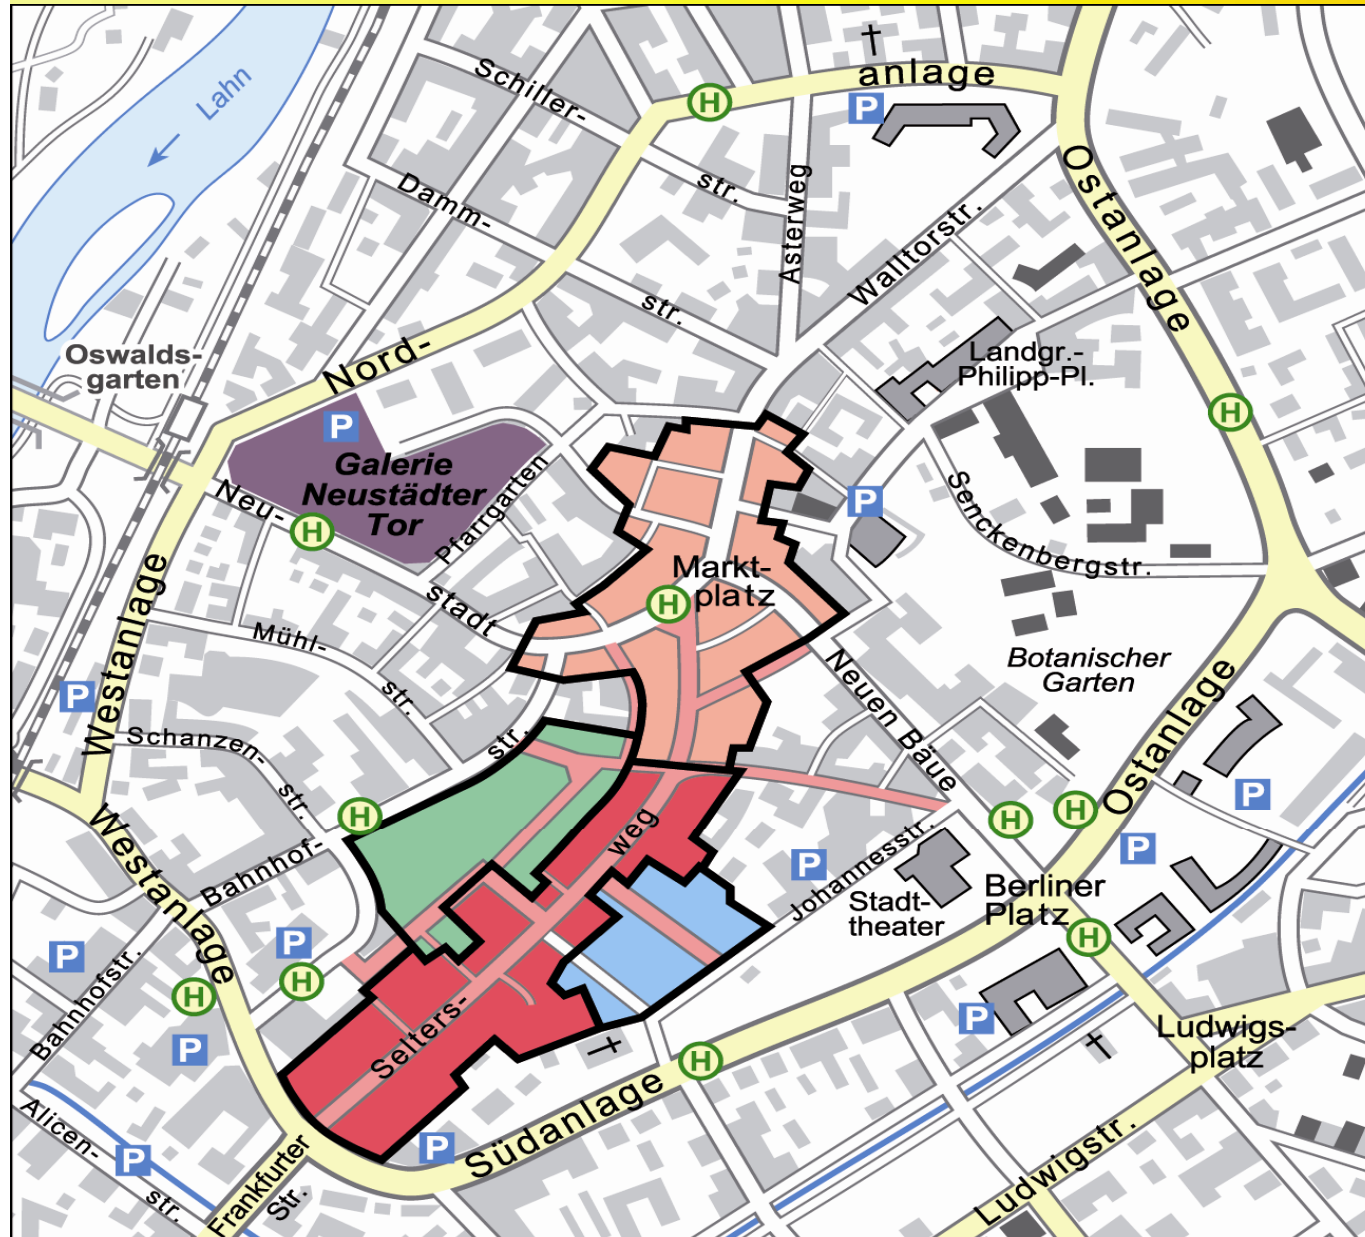 anlage
H
P
Schiller-
Lahn
str.
Damm-
Asterweg
Ostanlage
Walltorstr.
str.
Nord-
Oswalds-
garten
Landgr.-
Philipp-Pl.
H
P
Galerie
Neustädter
Tor
Pfarrgarten
Neu-
H
P
Senckenbergstr.
Markt-
platz
H
stadt
Westanlage
Mühl-
str.
P
Botanischer
Garten
Neuen Bäue
Ostanlage
Schanzen-
str.
str.
H
Bahnhof-
weg
H
H
P
P
P
Johannesstr.
Stadt-
theater
Berliner
Platz
H
Westanlage
P
P
H
H
Bahnhofstr.
P
Selters-
P
Ludwigs-
platz
H
Südanlage
P
Alicen-
str.
P
Frankfurter
Str.
Ludwigstr.